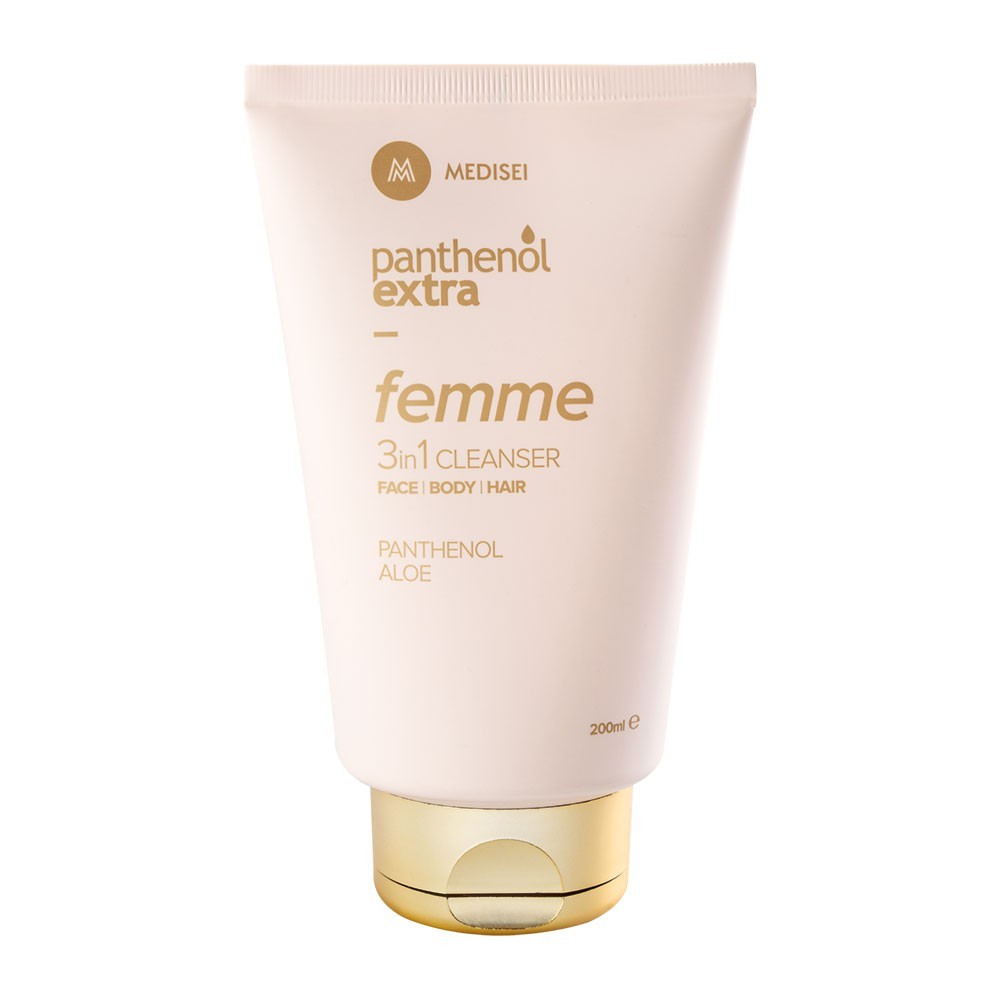 MEDISEI
panthenol
extra
femme
3in1 CLEANSER
FACE | BODY | HAIR
PANTHENOL
ALOE
200ml ℮